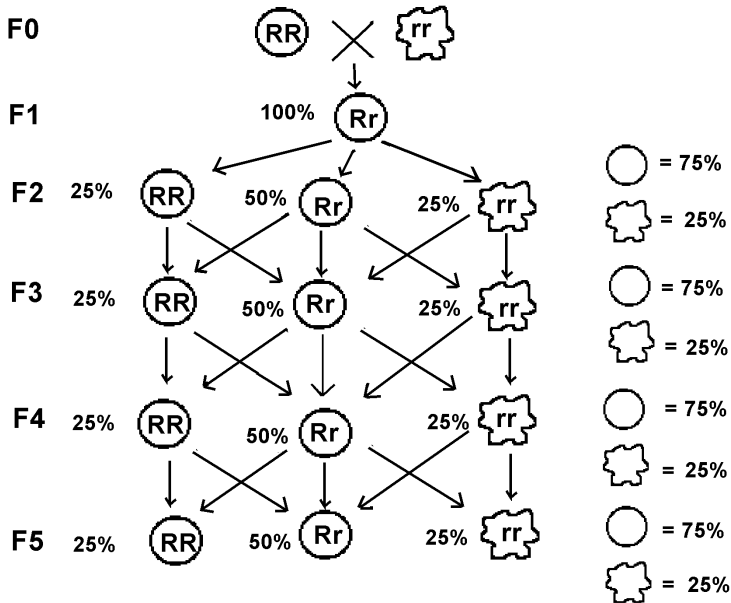 F0 RR rr
F1 100% Rr
F2 25% RR 50% Rr 25% rr
= 75%
= 25%
F3 25% RR 50% Rr 25% rr
= 75%
= 25%
F4 25% RR 50% Rr 25% rr
= 75%
= 25%
F5 25% RR 50% Rr 25% rr
= 75%
= 25%